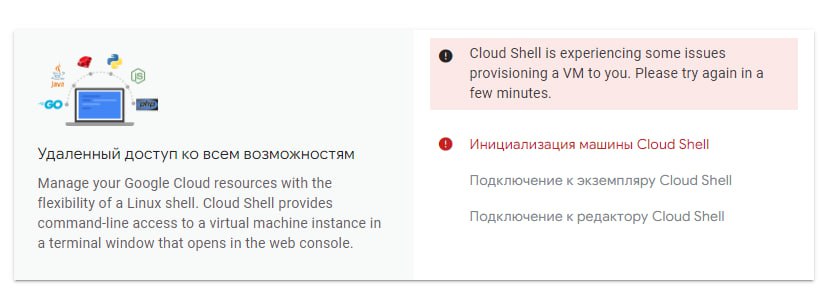 JAVA
GO
php
Удаленный доступ ко всем возможностям
Manage your Google Cloud resources with the
flexibility of a Linux shell. Cloud Shell provides
command-line access to a virtual machine instance in
a terminal window that opens in the web console.
Cloud Shell is experiencing some issues
provisioning a VM to you. Please try again in a
few minutes.
Инициализация машины Cloud Shell
Подключение к экземпляру Cloud Shell
Подключение к редактору Cloud Shell